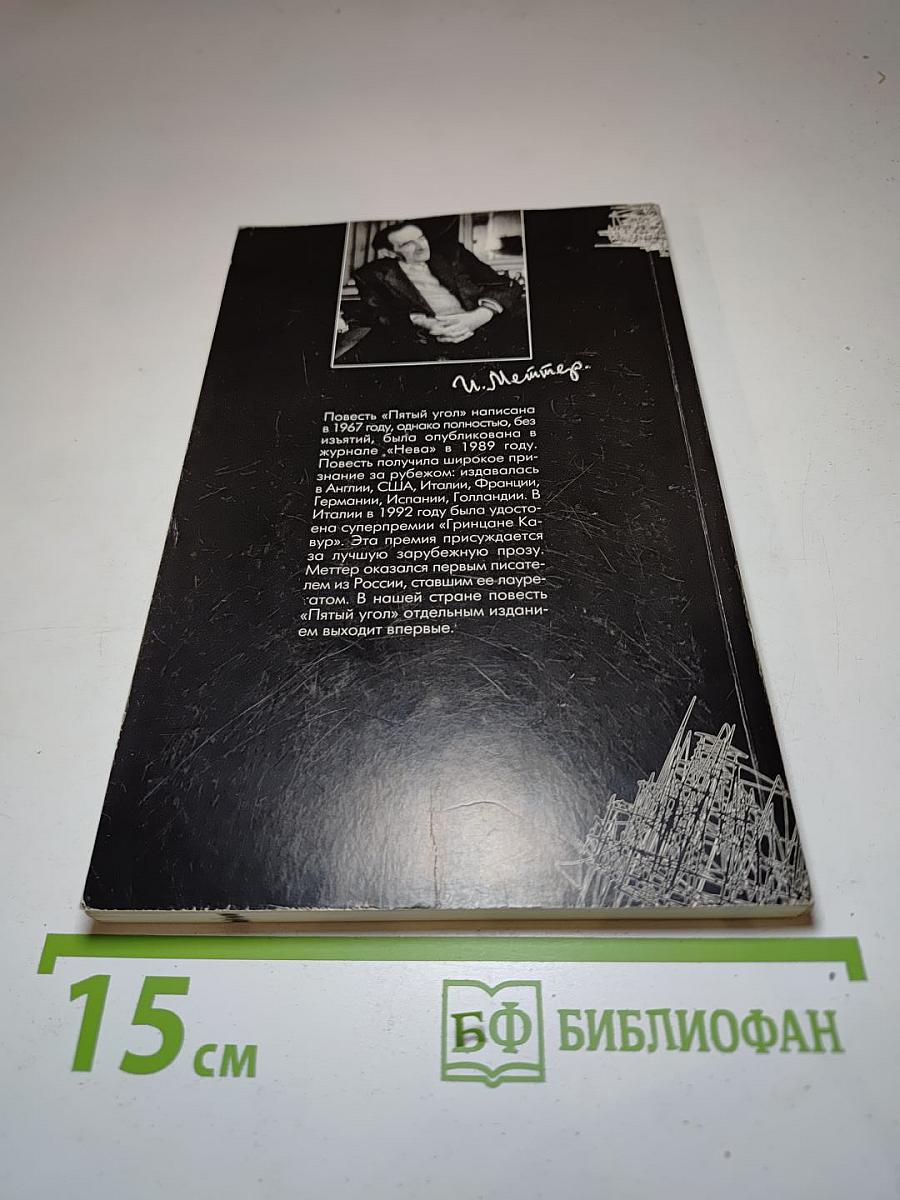 И. Меттер.
Повесть «Пятый угол» написана
в 1967 году, однако полностью, без
изъятий, была опубликована в
журнале «Нева» в 1989 году.
Повесть получила широкое при-
знание за рубежом: издавалась
в Англии, США, Италии, Франции,
Германии, Испании, Голландии. В
Италии в 1992 году была удосто-
ена суперпремии «Гринцане Ка-
вур». Эта премия присуждается
за лучшую зарубежную прозу.
Меттер оказался первым писате-
лем из России, ставшим ее лауре-
атом. В нашей стране повесть
«Пятый угол» отдельным издани-
ем выходит впервые.
15 см
БФ БИБЛИОФАН